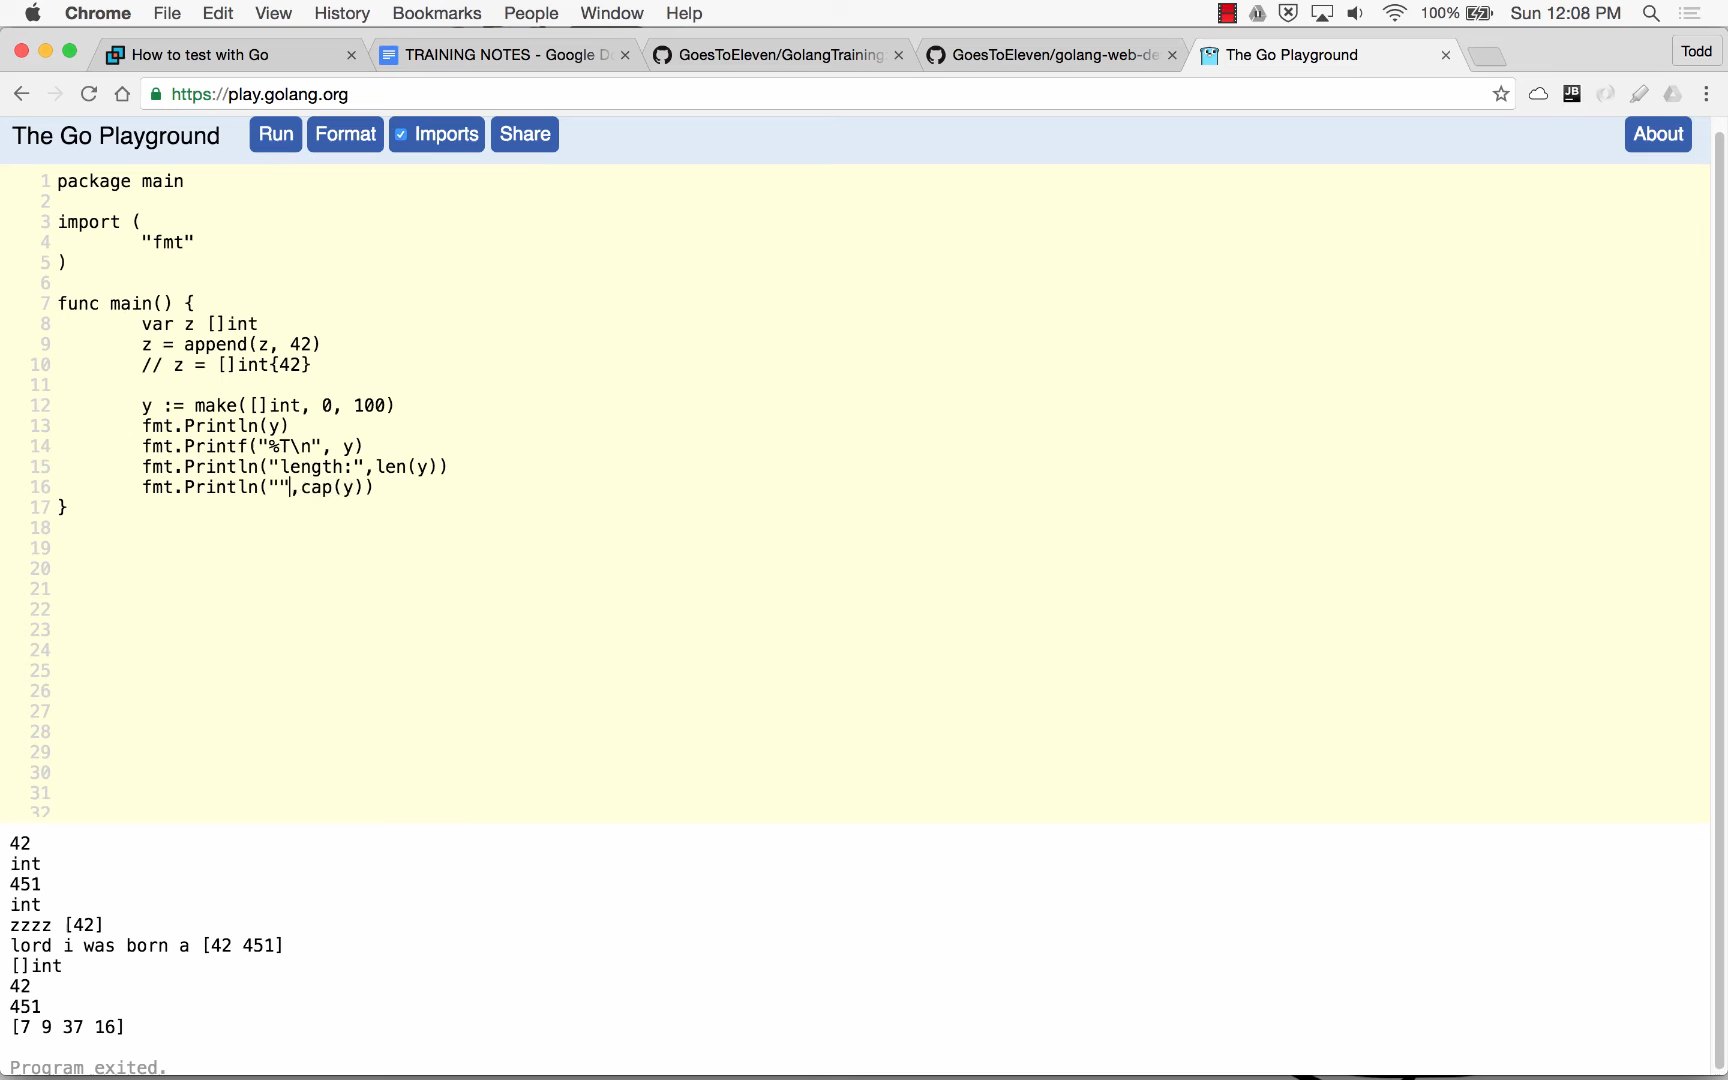 Chrome File Edit View History Bookmarks People Window Help 100% Sun 12:08 PM
How to test with Go TRAINING NOTES - Google Do GoesToEleven/GolangTraining GoesToEleven/golang-web-de The Go Playground Todd
https://play.golang.org JB
The Go Playground Run Format Imports Share About
1 package main
2
3 import (
4 "fmt"
5 )
6
7 func main() {
8 var z []int
9 z = append(z, 42)
10 // z = []int{42}
11
12 y := make([]int, 0, 100)
13 fmt.Println(y)
14 fmt.Printf("%T\n", y)
15 fmt.Println("length:",len(y))
16 fmt.Println("",cap(y))
17 }
18
19
20
21
22
23
24
25
26
27
28
29
30
31
32
42
int
451
int
zzzz [42]
lord i was born a [42 451]
[]int
42
451
[7 9 37 16]
Program exited.